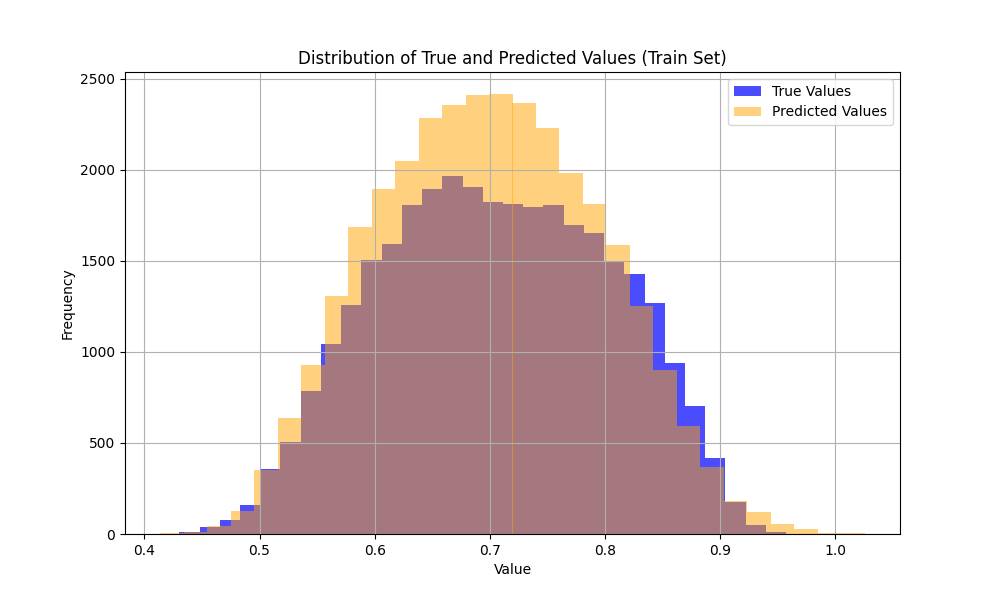 Distribution of True and Predicted Values (Train Set)
True Values
Predicted Values
2500
2000
1500
1000
500
0
Frequency
0.4 0.5 0.6 0.7 0.8 0.9 1.0
Value